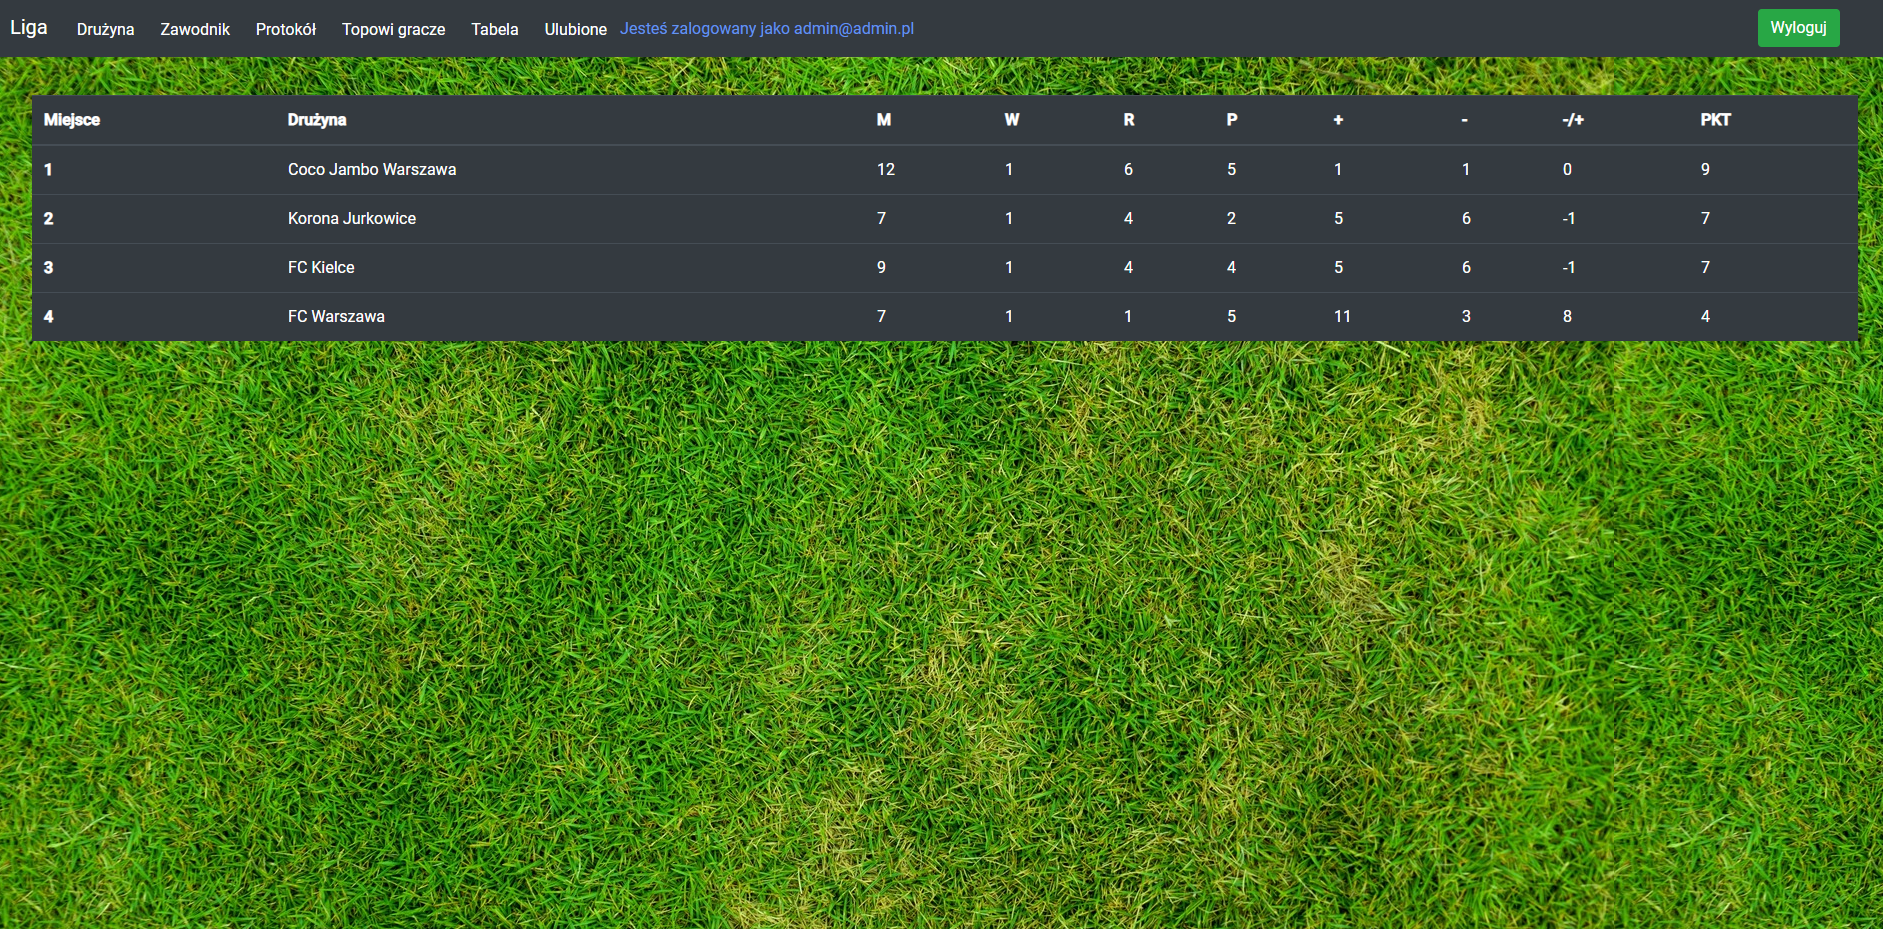 Liga Drużyna Zawodnik Protokół Topowi gracze Tabela Ulubione Jesteś zalogowany jako admin@admin.pl Wyloguj
Miejsce Drużyna M W R P + - -/+ PKT
1 Coco Jambo Warszawa 12 1 6 5 1 1 0 9
2 Korona Jurkowice 7 1 4 2 5 6 -1 7
3 FC Kielce 9 1 4 4 5 6 -1 7
4 FC Warszawa 7 1 1 5 11 3 8 4